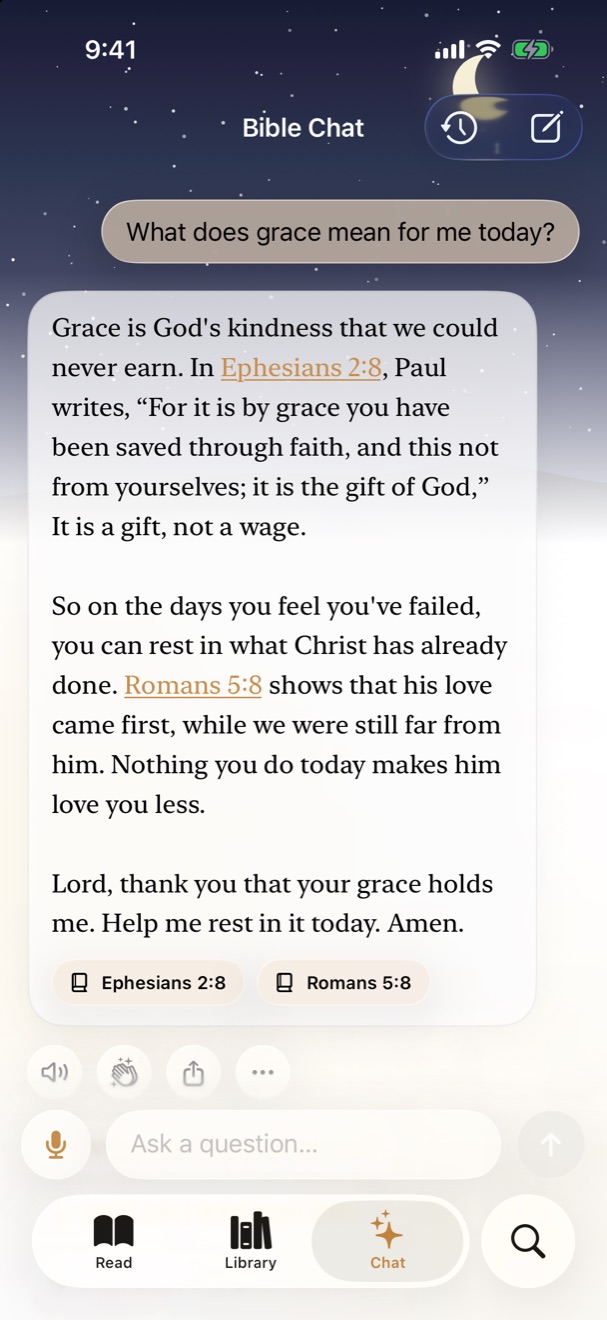 9:41
Bible Chat
What does grace mean for me today?
Grace is God's kindness that we could
never earn. In Ephesians 2:8, Paul
writes, “For it is by grace you have
been saved through faith, and this not
from yourselves; it is the gift of God,”
It is a gift, not a wage.
So on the days you feel you've failed,
you can rest in what Christ has already
done. Romans 5:8 shows that his love
came first, while we were still far from
him. Nothing you do today makes him
love you less.
Lord, thank you that your grace holds
me. Help me rest in it today. Amen.
Ephesians 2:8 Romans 5:8
Ask a question...
Read Library Chat